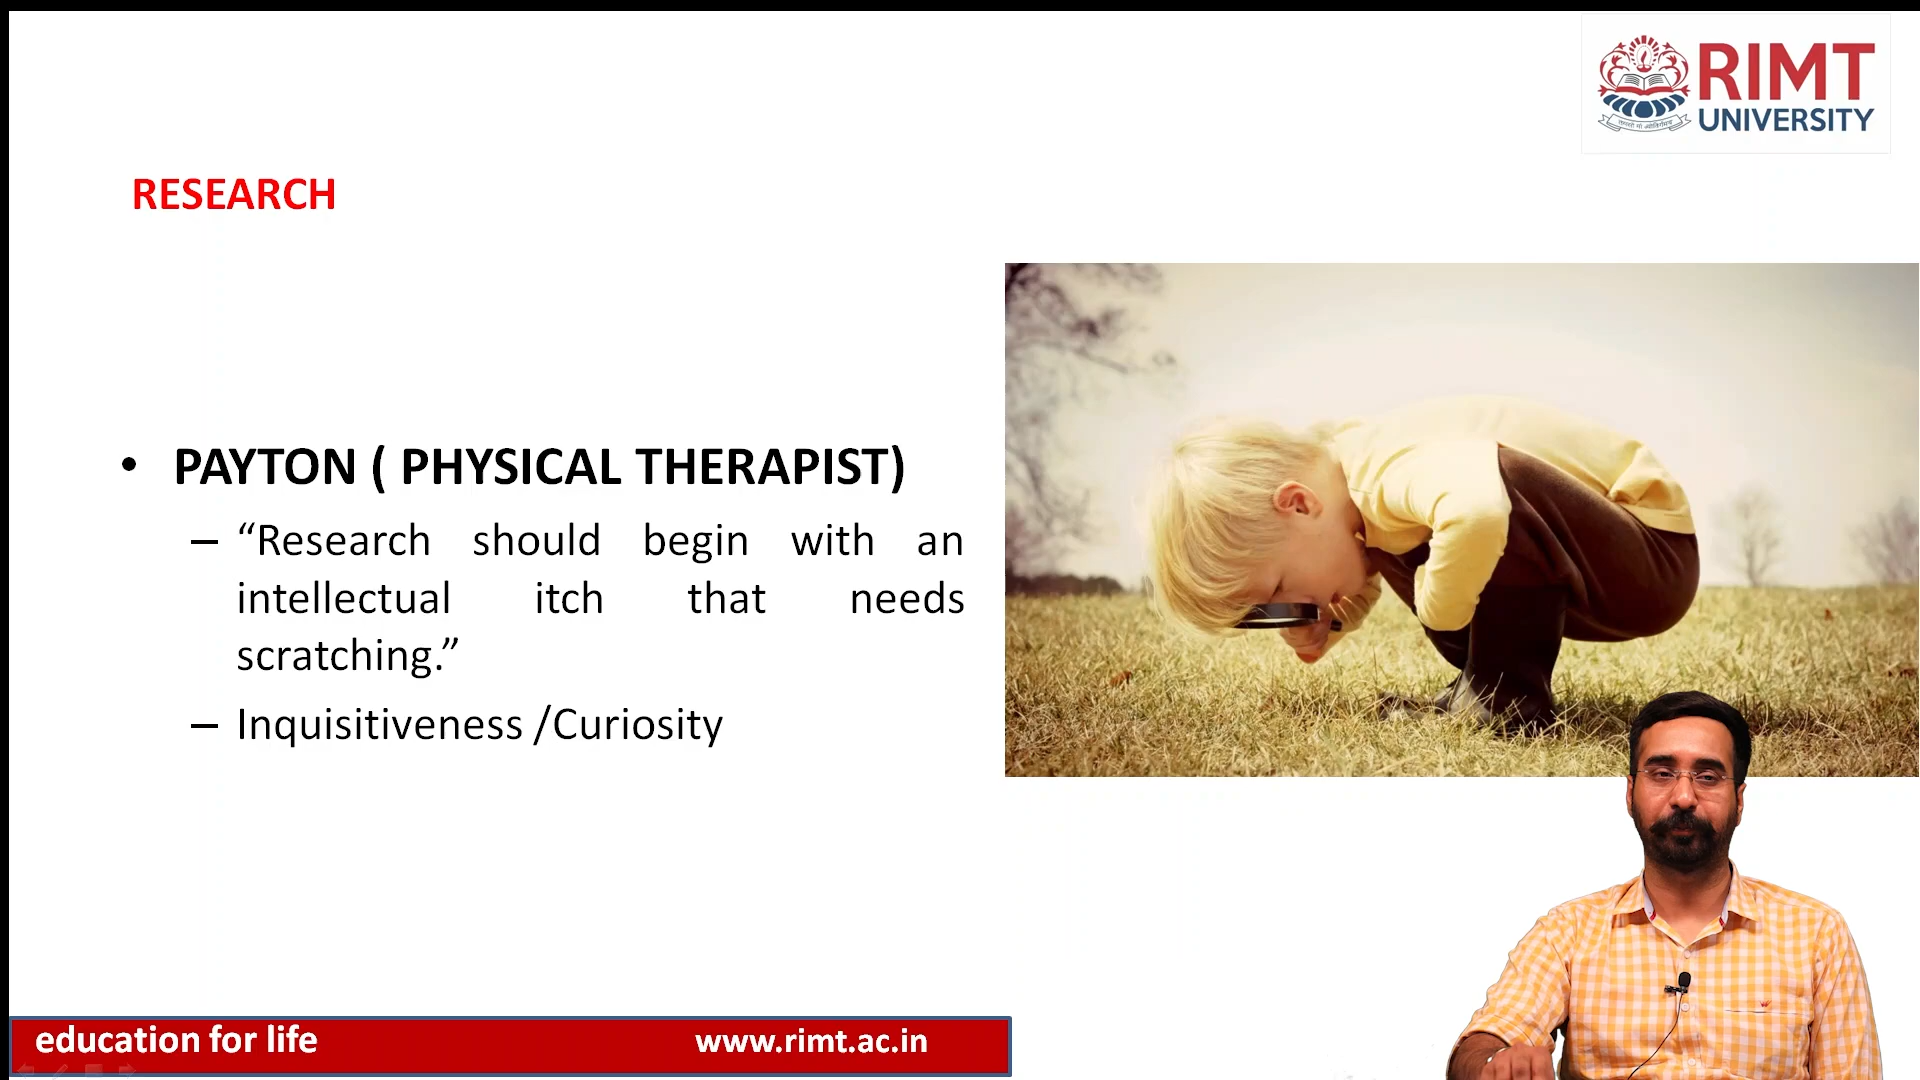 RIMT
UNIVERSITY
RESEARCH
• PAYTON ( PHYSICAL THERAPIST)
– “Research should begin with an
intellectual itch that needs
scratching.”
– Inquisitiveness /Curiosity
education for life www.rimt.ac.in